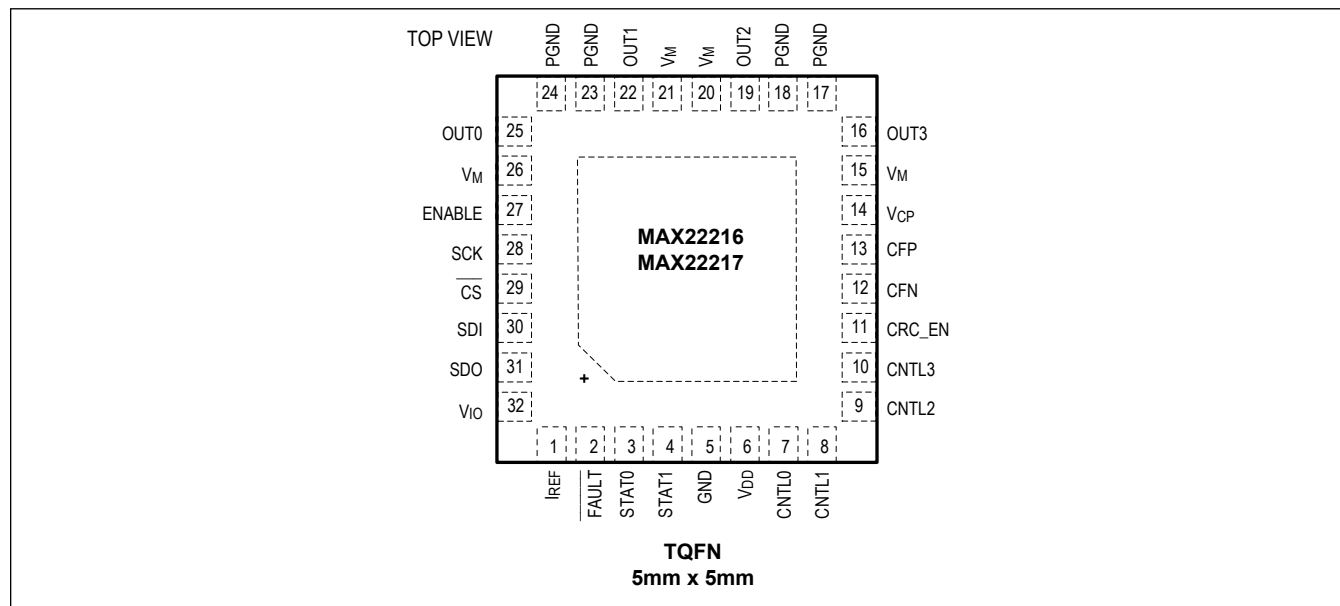 TOP VIEW
PGND
PGND
OUT1
VM
VM
OUT2
PGND
PGND
24 23 22 21 20 19 18 17
OUT0 25
VM 26
ENABLE 27
SCK 28
CS 29
SDI 30
SDO 31
VIO 32
MAX22216
MAX22217
+
16 OUT3
15 VM
14 VCP
13 CFP
12 CFN
11 CRC_EN
10 CNTL3
9 CNTL2
1 2 3 4 5 6 7 8
IREF
FAULT
STAT0
STAT1
GND
VDD
CNTL0
CNTL1
TQFN
5mm x 5mm